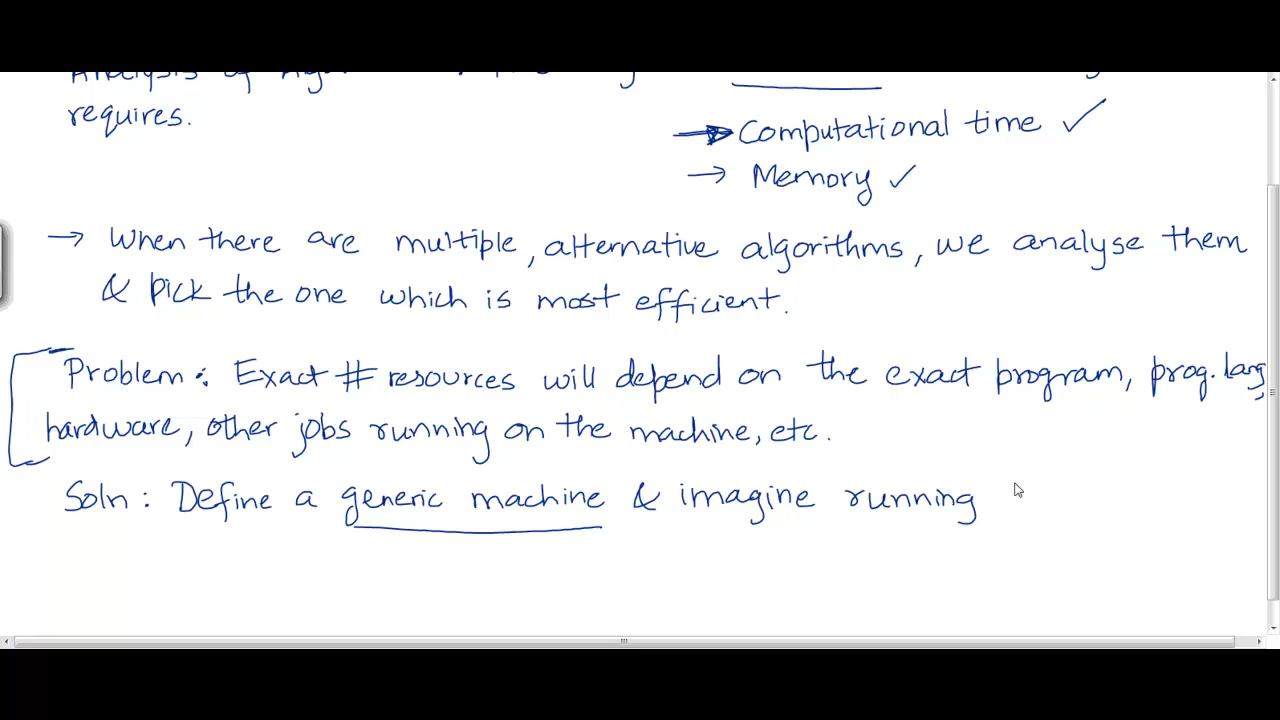 Analysis of
requires.
→ Computational time ✓
→ Memory ✓
→ When there are multiple, alternative algorithms, we analyse them
& pick the one which is most efficient.
Problem: Exact # resources will depend on the exact program, prog. lang,
hardware, other jobs running on the machine, etc.
Soln: Define a generic machine & imagine running